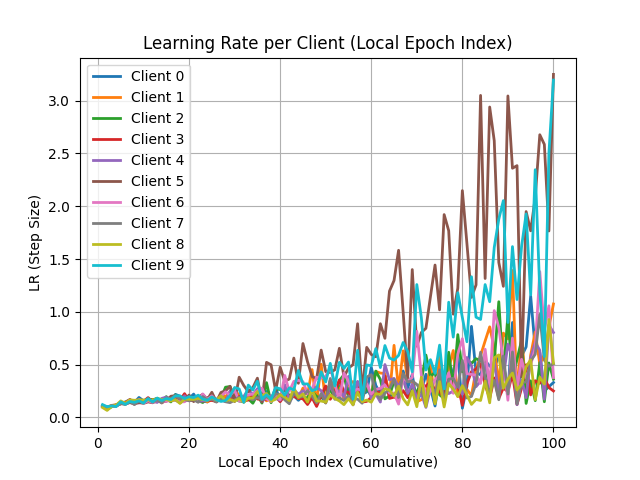 Learning Rate per Client (Local Epoch Index)
LR (Step Size)
3.0
2.5
2.0
1.5
1.0
0.5
0.0
Client 0
Client 1
Client 2
Client 3
Client 4
Client 5
Client 6
Client 7
Client 8
Client 9
0
20
40
60
80
100
Local Epoch Index (Cumulative)